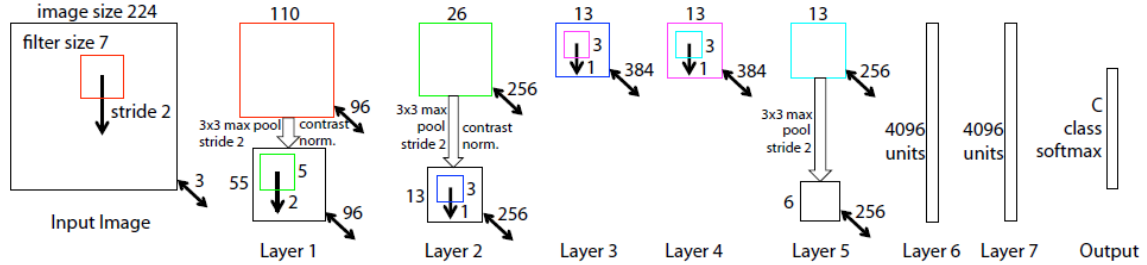 image size 224
filter size 7
stride 2
3
Input Image
110
96
3x3 max pool
stride 2
contrast
norm.
55
5
2
96
Layer 1
26
256
3x3 max
pool
stride 2
contrast
norm.
13
3
1
256
Layer 2
13
3
1
384
Layer 3
13
3
1
384
Layer 4
13
256
3x3 max
pool
stride 2
6
256
Layer 5
4096
units
Layer 6
4096
units
Layer 7
C
class
softmax
Output